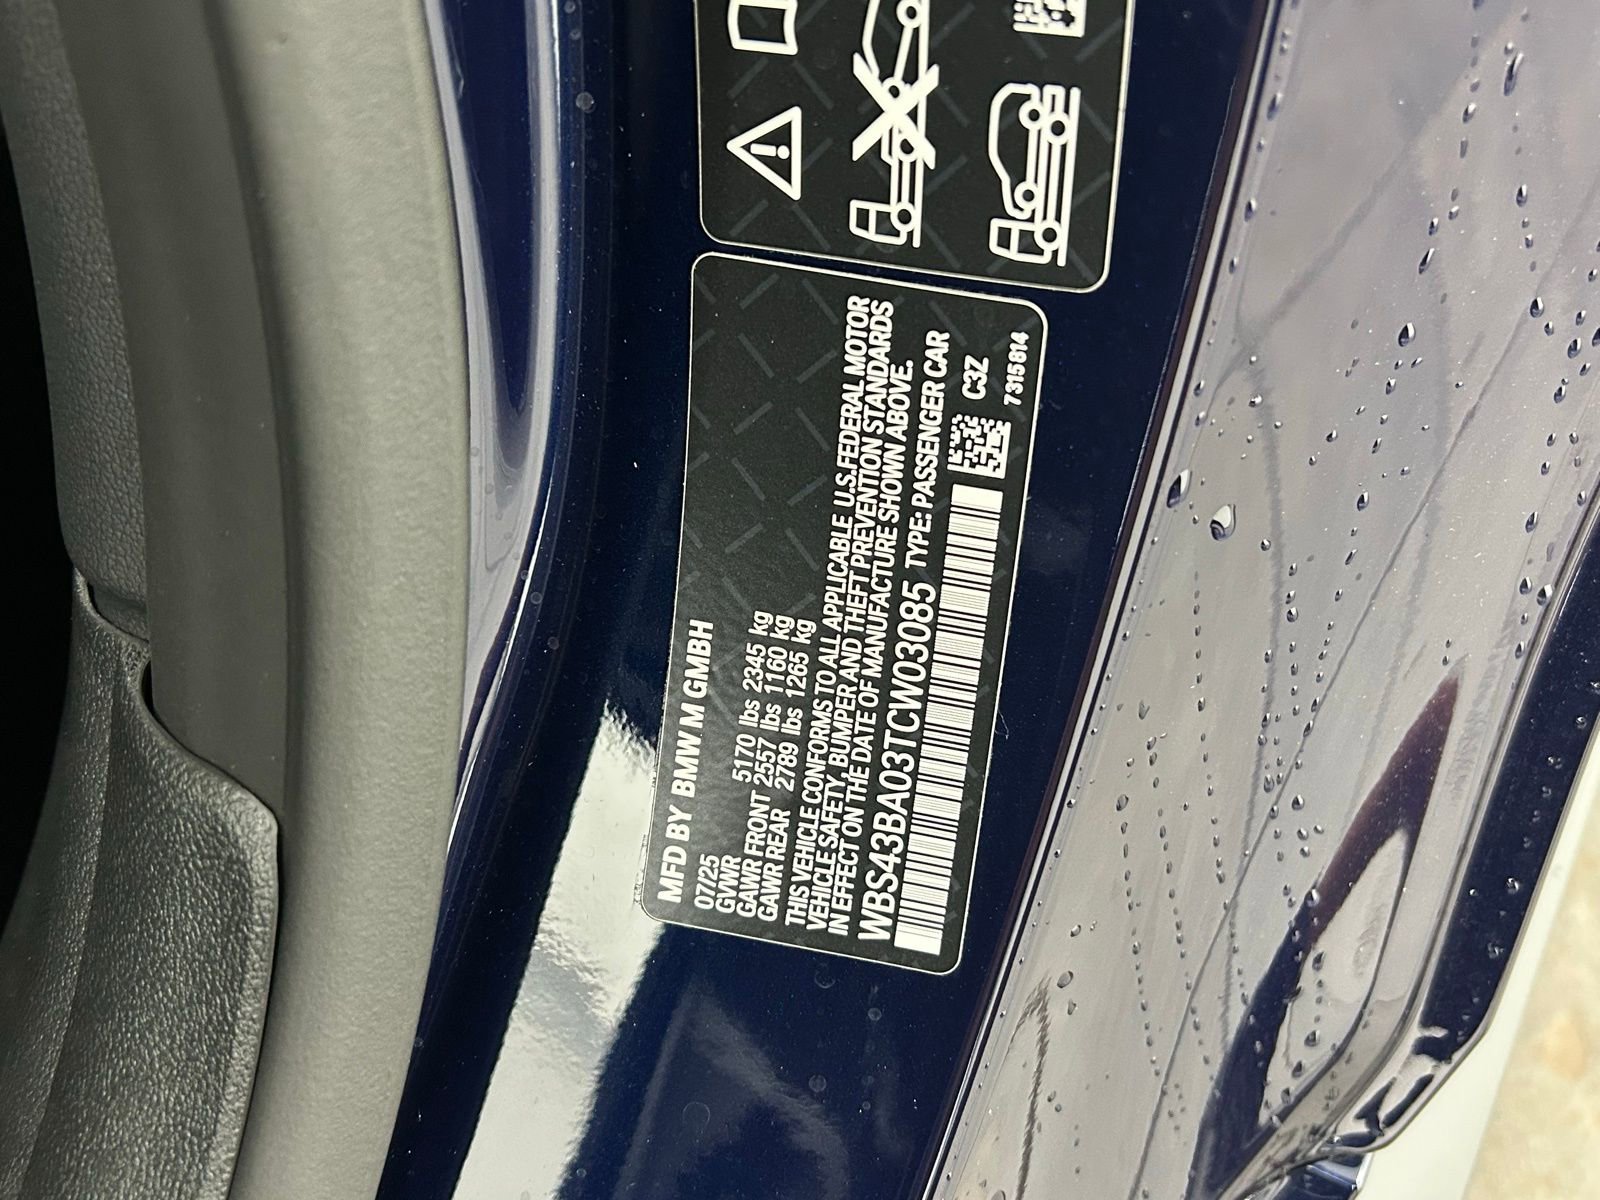 MFD BY BMW M GMBH
07/25
GVWR 5170 lbs 2345 kg
GAWR FRONT 2557 lbs 1160 kg
GAWR REAR 2789 lbs 1265 kg
THIS VEHICLE CONFORMS TO ALL APPLICABLE U.S.FEDERAL MOTOR
VEHICLE SAFETY, BUMPER AND THEFT PREVENTION STANDARDS
IN EFFECT ON THE DATE OF MANUFACTURE SHOWN ABOVE.
WBS43BA03TCW03085 TYPE: PASSENGER CAR
C3Z
7315814